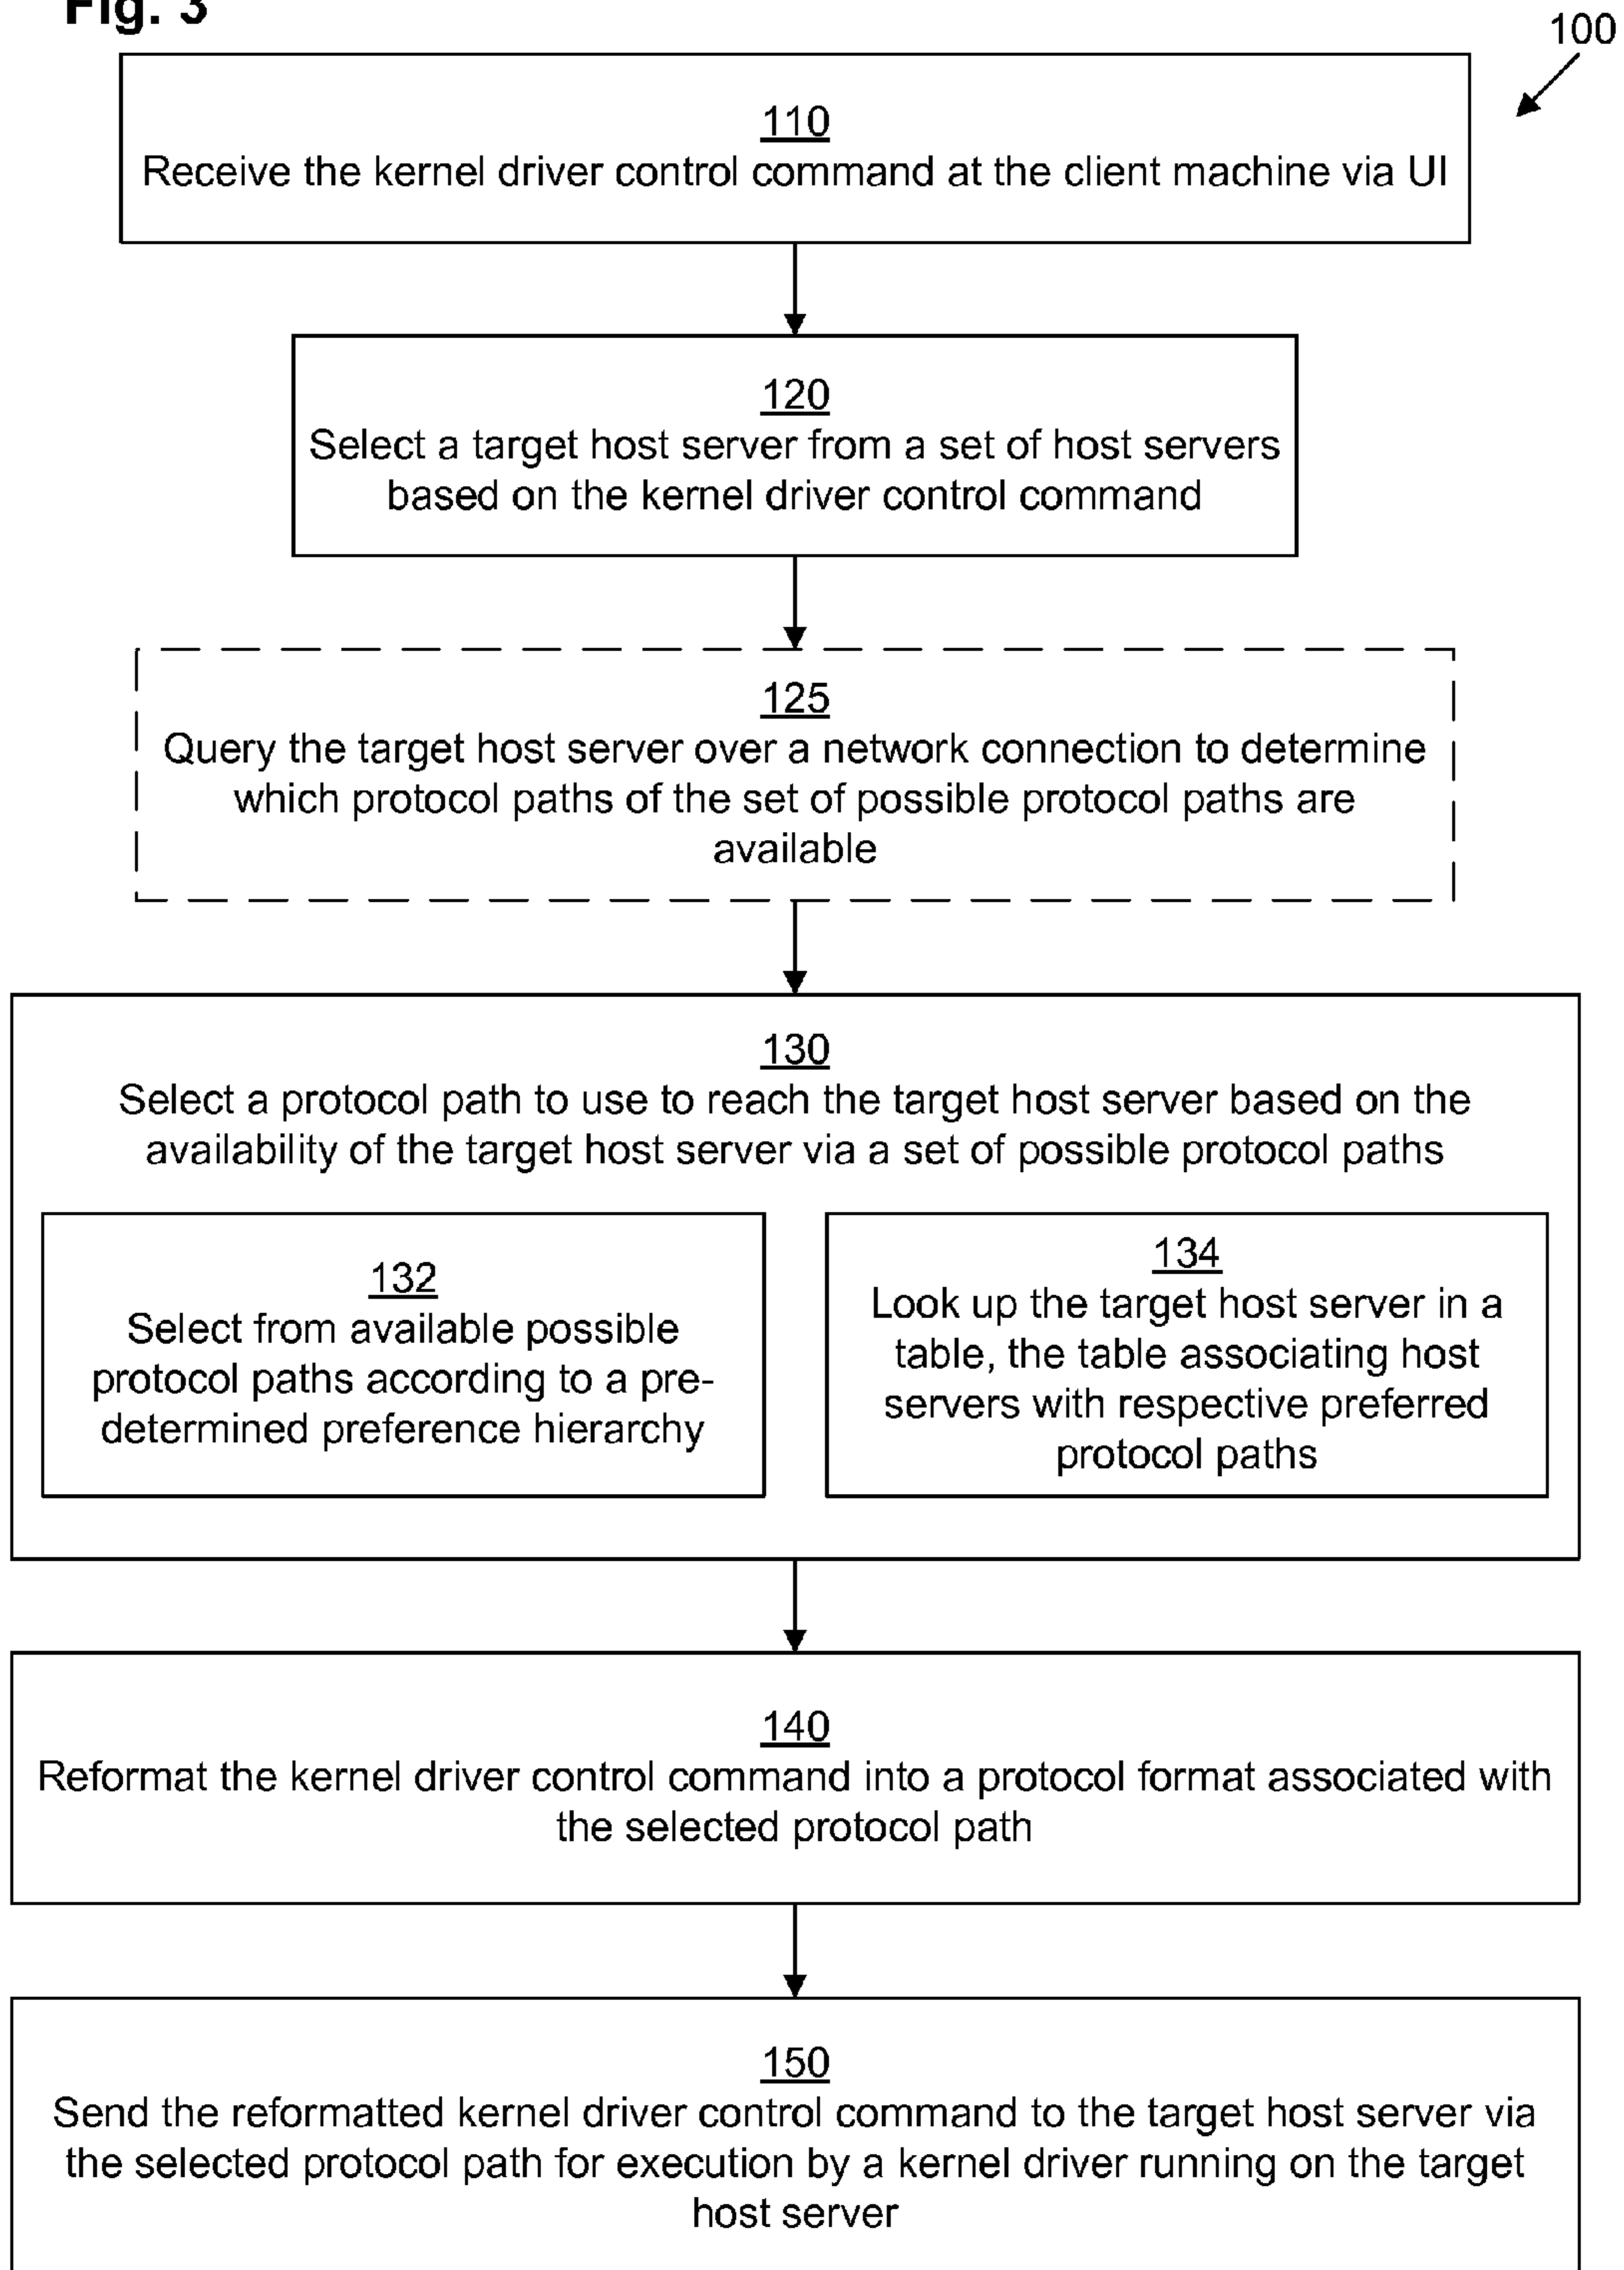 Fig. 3
100
110
Receive the kernel driver control command at the client machine via UI
120
Select a target host server from a set of host servers
based on the kernel driver control command
125
Query the target host server over a network connection to determine
which protocol paths of the set of possible protocol paths are
available
130
Select a protocol path to use to reach the target host server based on the
availability of the target host server via a set of possible protocol paths
132
Select from available possible
protocol paths according to a pre-
determined preference hierarchy
134
Look up the target host server in a
table, the table associating host
servers with respective preferred
protocol paths
140
Reformat the kernel driver control command into a protocol format associated with
the selected protocol path
150
Send the reformatted kernel driver control command to the target host server via
the selected protocol path for execution by a kernel driver running on the target
host server